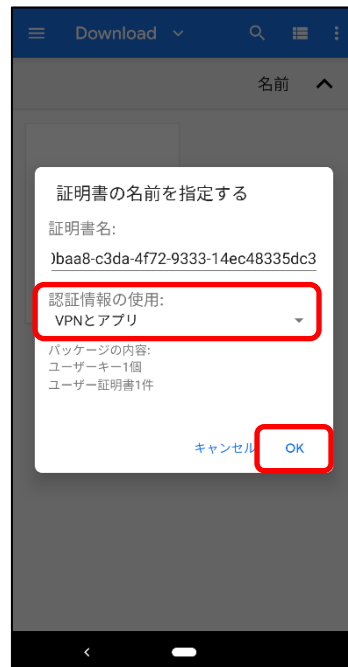 Download
名前
証明書の名前を指定する
証明書名:
baa8-c3da-4f72-9333-14ec48335dc3
認証情報の使用:
VPNとアプリ
パッケージの内容:
ユーザーキー1個
ユーザー証明書1件
キャンセル OK